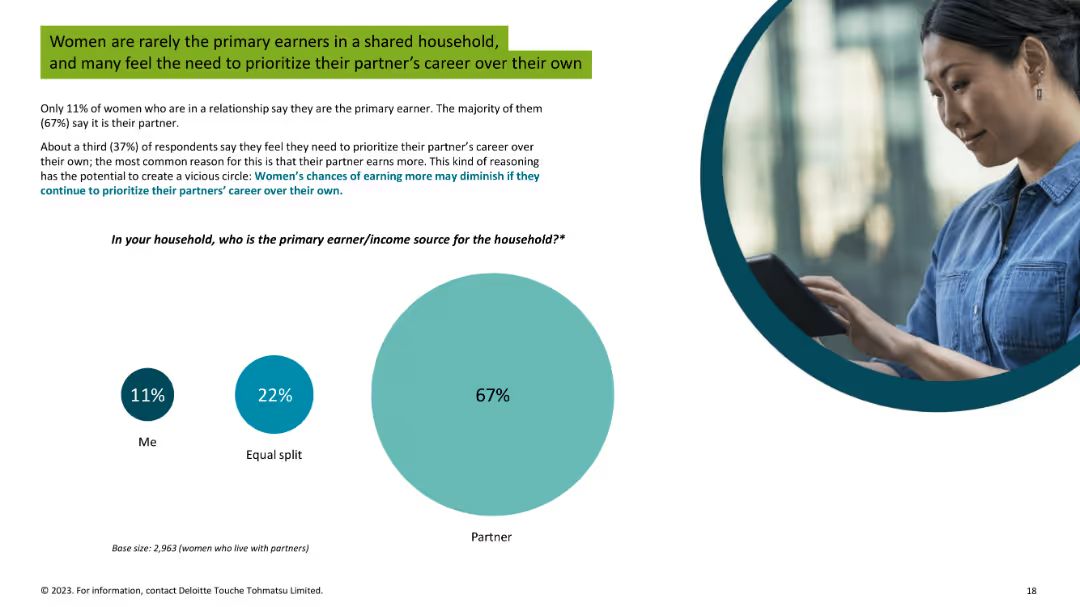 Women are rarely the primary earners in a shared household,
and many feel the need to prioritize their partner's career over their own
Only 11% of women who are in a relationship say they are the primary earner. The majority of them
(67%) say it is their partner.
About a third (37%) of respondents say they feel they need to prioritize their partner's career over
their own; the most common reason for this is that their partner earns more. This kind of reasoning
has the potential to create a vicious circle: Women's chances of earning more may diminish if they
continue to prioritize their partners' career over their own.
In your household, who is the primary earner/income source for the household?*
11%
22%
67%
Me
Equal split
Partner
Base size: 2,963 (women who live with partners)
© 2023. For information, contact Deloitte Touche Tohmatsu Limited.
18